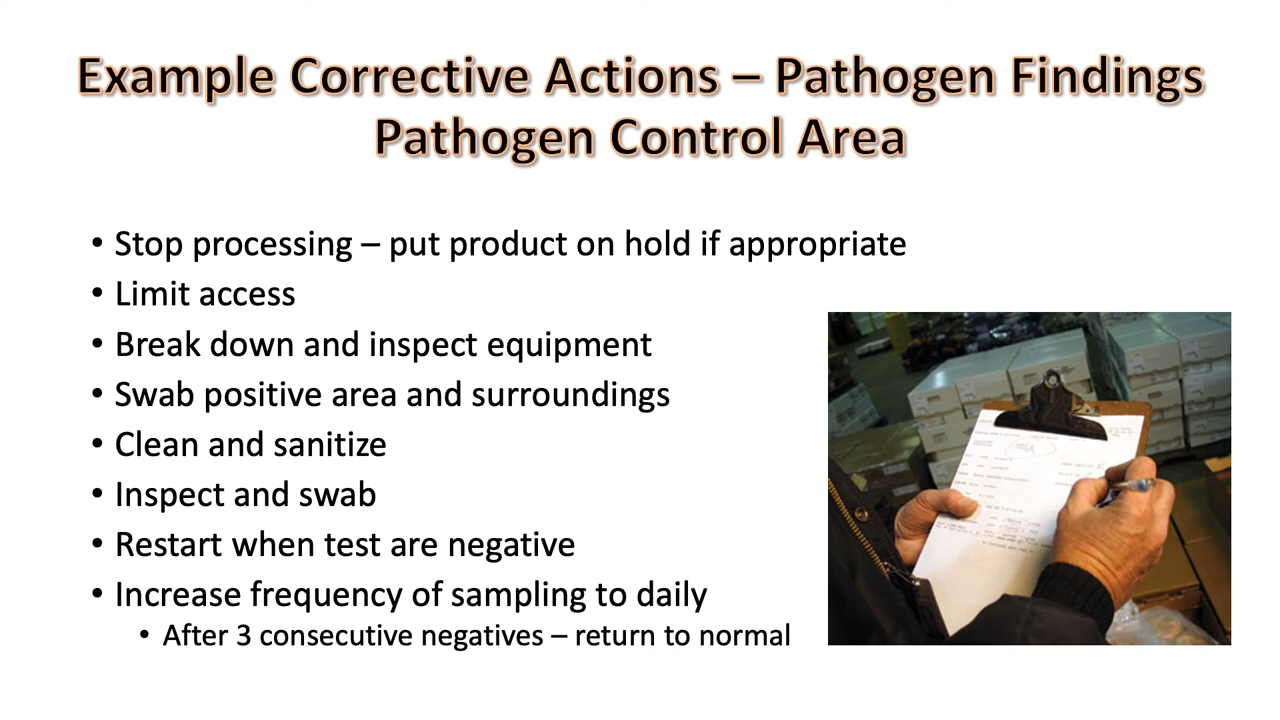 Example Corrective Actions – Pathogen Findings
Pathogen Control Area
• Stop processing – put product on hold if appropriate
• Limit access
• Break down and inspect equipment
• Swab positive area and surroundings
• Clean and sanitize
• Inspect and swab
• Restart when test are negative
• Increase frequency of sampling to daily
• After 3 consecutive negatives – return to normal